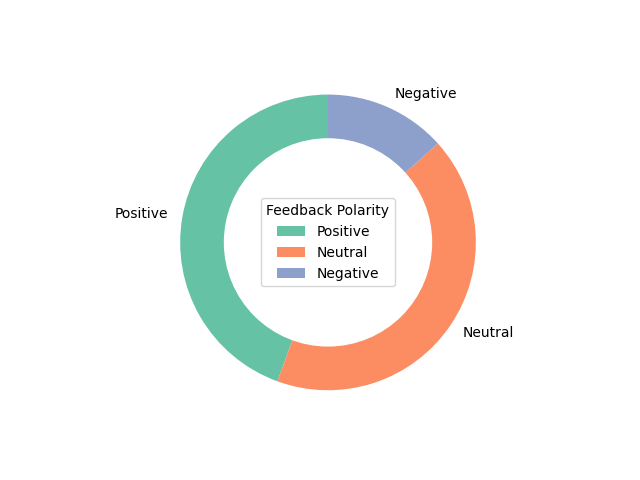 Negative
Positive
Feedback Polarity
Positive
Neutral
Negative
Neutral